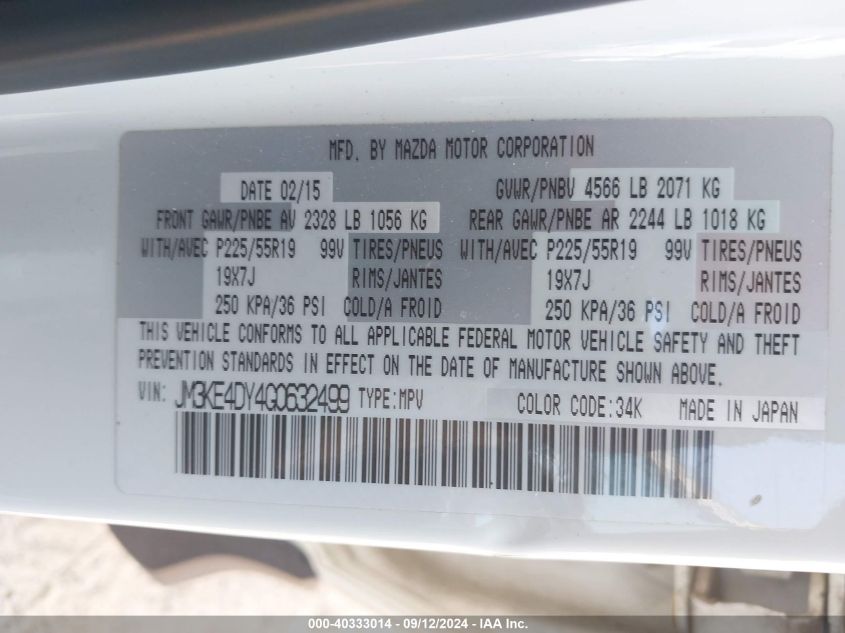 MFD. BY MAZDA MOTOR CORPORATION
DATE 02/15 GVWR/PNBV 4566 LB 2071 KG
FRONT GAWR/PNBE AV 2328 LB 1056 KG REAR GAWR/PNBE AR 2244 LB 1018 KG
WITH/AVEC P225/55R19 99V TIRES/PNEUS WITH/AVEC P225/55R19 99V TIRES/PNEUS
19X7J RIMS/JANTES 19X7J RIMS/JANTES
250 KPA/36 PSI COLD/A FROID 250 KPA/36 PSI COLD/A FROID
THIS VEHICLE CONFORMS TO ALL APPLICABLE FEDERAL MOTOR VEHICLE SAFETY AND THEFT
PREVENTION STANDARDS IN EFFECT ON THE DATE OF MANUFACTURE SHOWN ABOVE.
VIN: JM3KE4DY4G0632499 TYPE:MPV COLOR CODE:34K MADE IN JAPAN
000-40333014 - 09/12/2024 - IAA Inc.